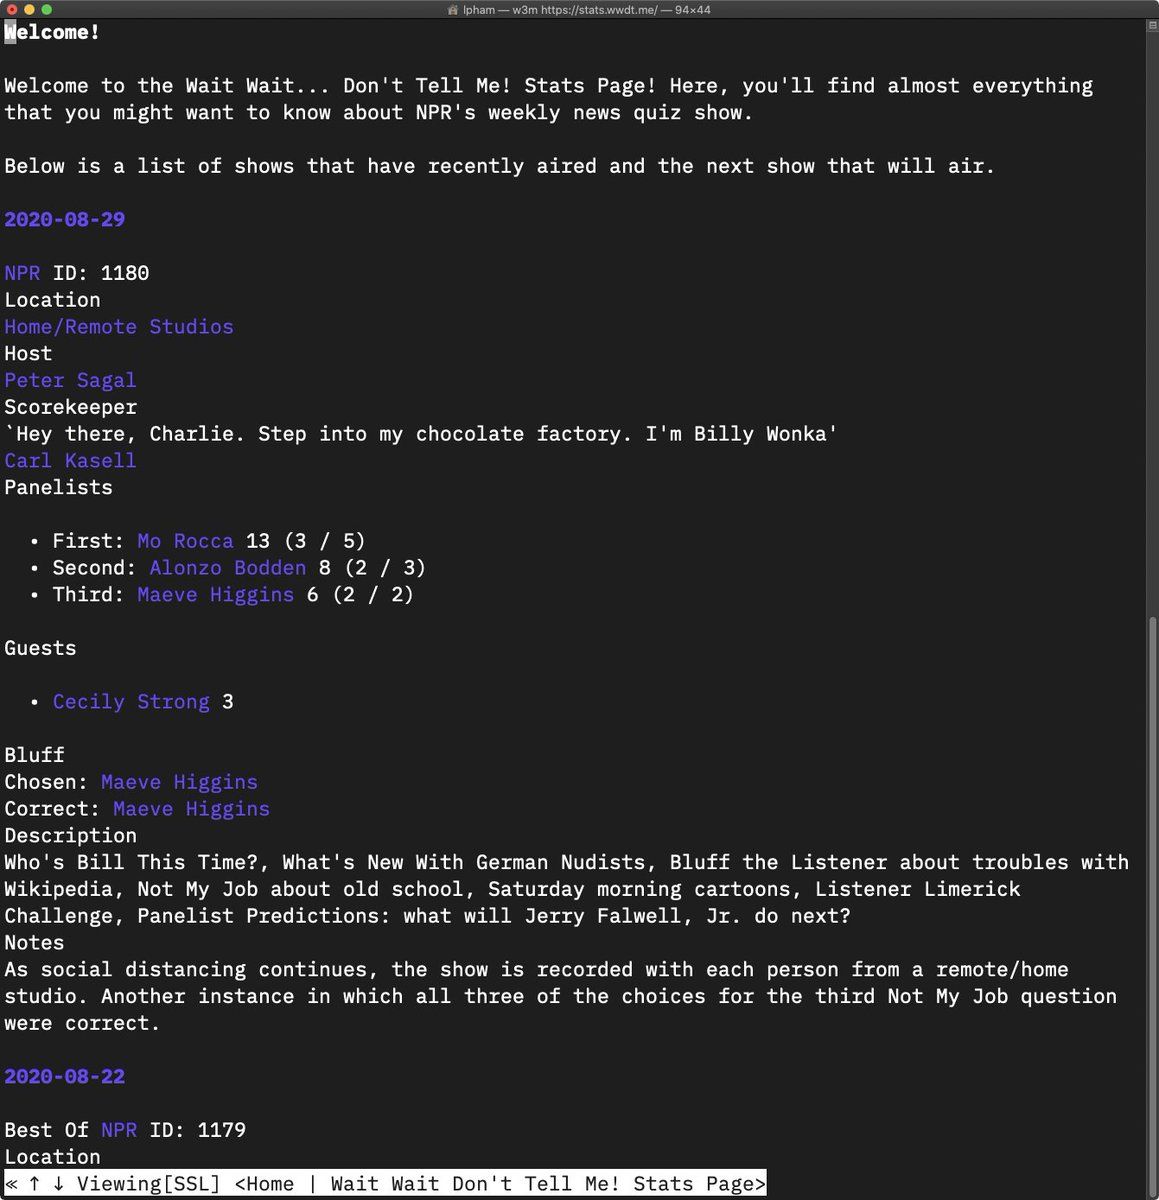 lpham — w3m https://stats.wwdt.me/ — 94×44
Welcome!
Welcome to the Wait Wait... Don't Tell Me! Stats Page! Here, you'll find almost everything
that you might want to know about NPR's weekly news quiz show.
Below is a list of shows that have recently aired and the next show that will air.
2020-08-29
NPR ID: 1180
Location
Home/Remote Studios
Host
Peter Sagal
Scorekeeper
`Hey there, Charlie. Step into my chocolate factory. I'm Billy Wonka'
Carl Kasell
Panelists
• First: Mo Rocca 13 (3 / 5)
• Second: Alonzo Bodden 8 (2 / 3)
• Third: Maeve Higgins 6 (2 / 2)
Guests
• Cecily Strong 3
Bluff
Chosen: Maeve Higgins
Correct: Maeve Higgins
Description
Who's Bill This Time?, What's New With German Nudists, Bluff the Listener about troubles with
Wikipedia, Not My Job about old school, Saturday morning cartoons, Listener Limerick
Challenge, Panelist Predictions: what will Jerry Falwell, Jr. do next?
Notes
As social distancing continues, the show is recorded with each person from a remote/home
studio. Another instance in which all three of the choices for the third Not My Job question
were correct.
2020-08-22
Best Of NPR ID: 1179
Location
« ↑ ↓ Viewing[SSL] <Home | Wait Wait Don't Tell Me! Stats Page>